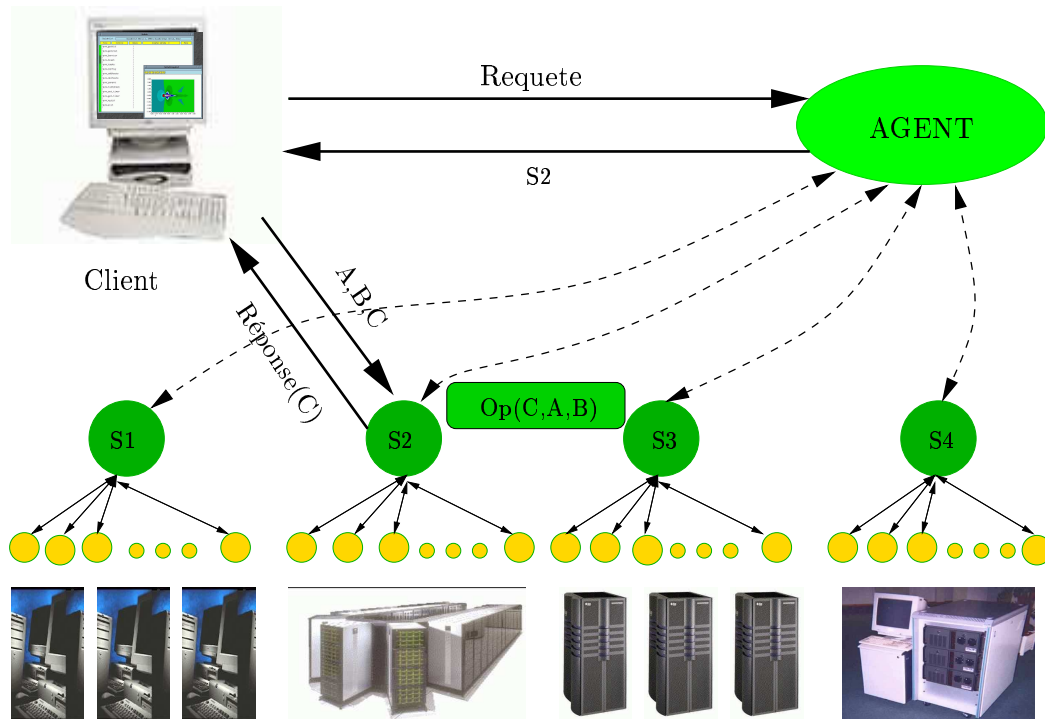 Requete
AGENT
S2
Client
A,B,C
Réponse(C)
Op(C,A,B)
S1
S2
S3
S4